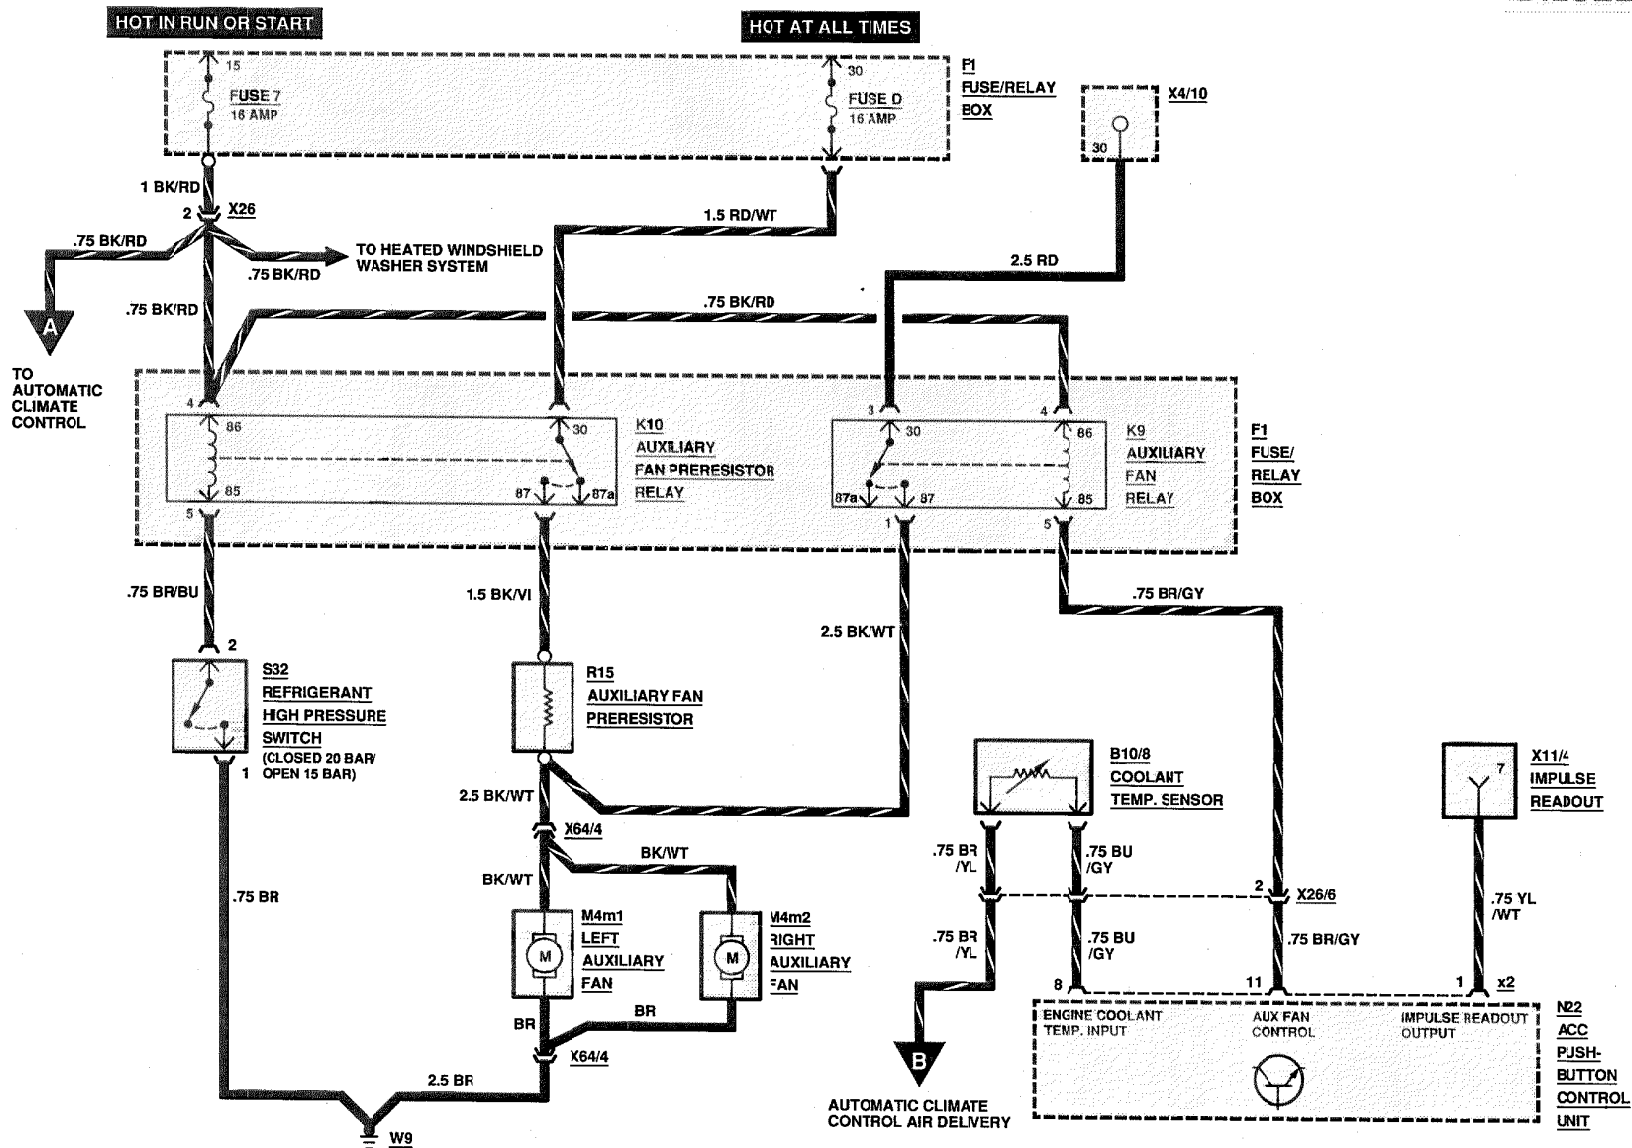 HOT IN RUN OR START
HOT AT ALL TIMES
15
FUSE 7
16 AMP
30
FUSE D
16 AMP
F1
FUSE/RELAY
BOX
X4/10
30
1 BK/RD
2
X26
.75 BK/RD
TO HEATED WINDSHIELD
WASHER SYSTEM
.75 BK/RD
1.5 RD/WT
2.5 RD
.75 BK/RD
.75 BK/RD
A
TO
AUTOMATIC
CLIMATE
CONTROL
4
86
85
5
30
87
87a
K10
AUXILIARY
FAN PRERESISTOR
RELAY
3
30
87a
87
1
4
86
85
5
K9
AUXILIARY
FAN
RELAY
F1
FUSE/
RELAY
BOX
.75 BR/BU
1.5 BK/VI
2.5 BK/WT
.75 BR/GY
2
S32
REFRIGERANT
HIGH PRESSURE
SWITCH
(CLOSED 20 BAR/
OPEN 15 BAR)
1
R15
AUXILIARY FAN
PRERESISTOR
2.5 BK/WT
X64/4
BK/WT
BK/WT
B10/8
COOLANT
TEMP. SENSOR
X11/4
IMPULSE
READOUT
7
.75 BR
/YL
.75 BU
/GY
2
X26/6
.75 YL
/WT
.75 BR
M4m1
LEFT
AUXILIARY
FAN
M
M4m2
RIGHT
AUXILIARY
FAN
M
.75 BR
/YL
.75 BU
/GY
.75 BR/GY
8
11
1
x2
BR
BR
X64/4
2.5 BR
W9
B
AUTOMATIC CLIMATE
CONTROL AIR DELIVERY
ENGINE COOLANT
TEMP. INPUT
AUX FAN
CONTROL
IMPULSE READOUT
OUTPUT
N22
ACC
PUSH-
BUTTON
CONTROL
UNIT